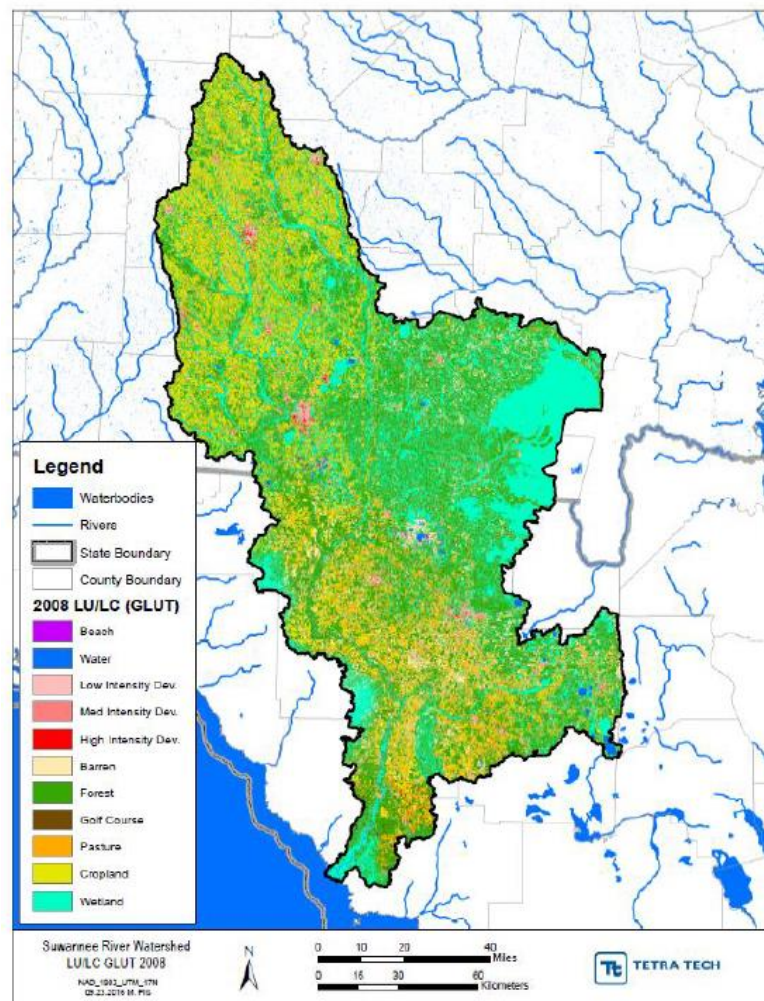 Legend
Waterbodies
Rivers
State Boundary
County Boundary
2008 LU/LC (GLUT)
Beach
Water
Low Intensity Dev.
Med Intensity Dev.
High Intensity Dev.
Barren
Forest
Golf Course
Pasture
Cropland
Wetland
Suwannee River Watershed
LU/LC GLUT 2008
NAD_1983_UTM_17N
N
0 10 20 40
Miles
0 15 30 60
Kilometers
Tt
TETRA TECH